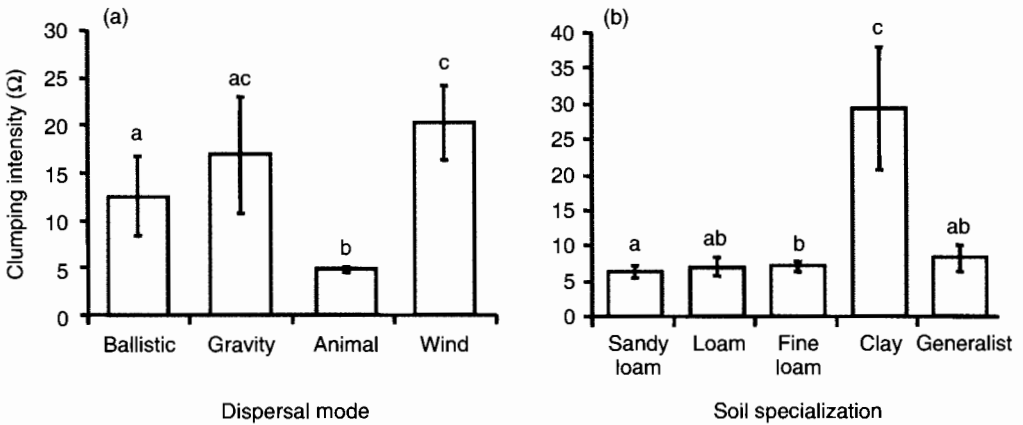 (a)
Clumping intensity (Ω)
30
25
20
15
10
5
0
a
ac
b
c
Ballistic Gravity Animal Wind
Dispersal mode
(b)
40
35
30
25
20
15
10
5
0
a
ab
b
c
ab
Sandy loam
Loam
Fine loam
Clay
Generalist
Soil specialization